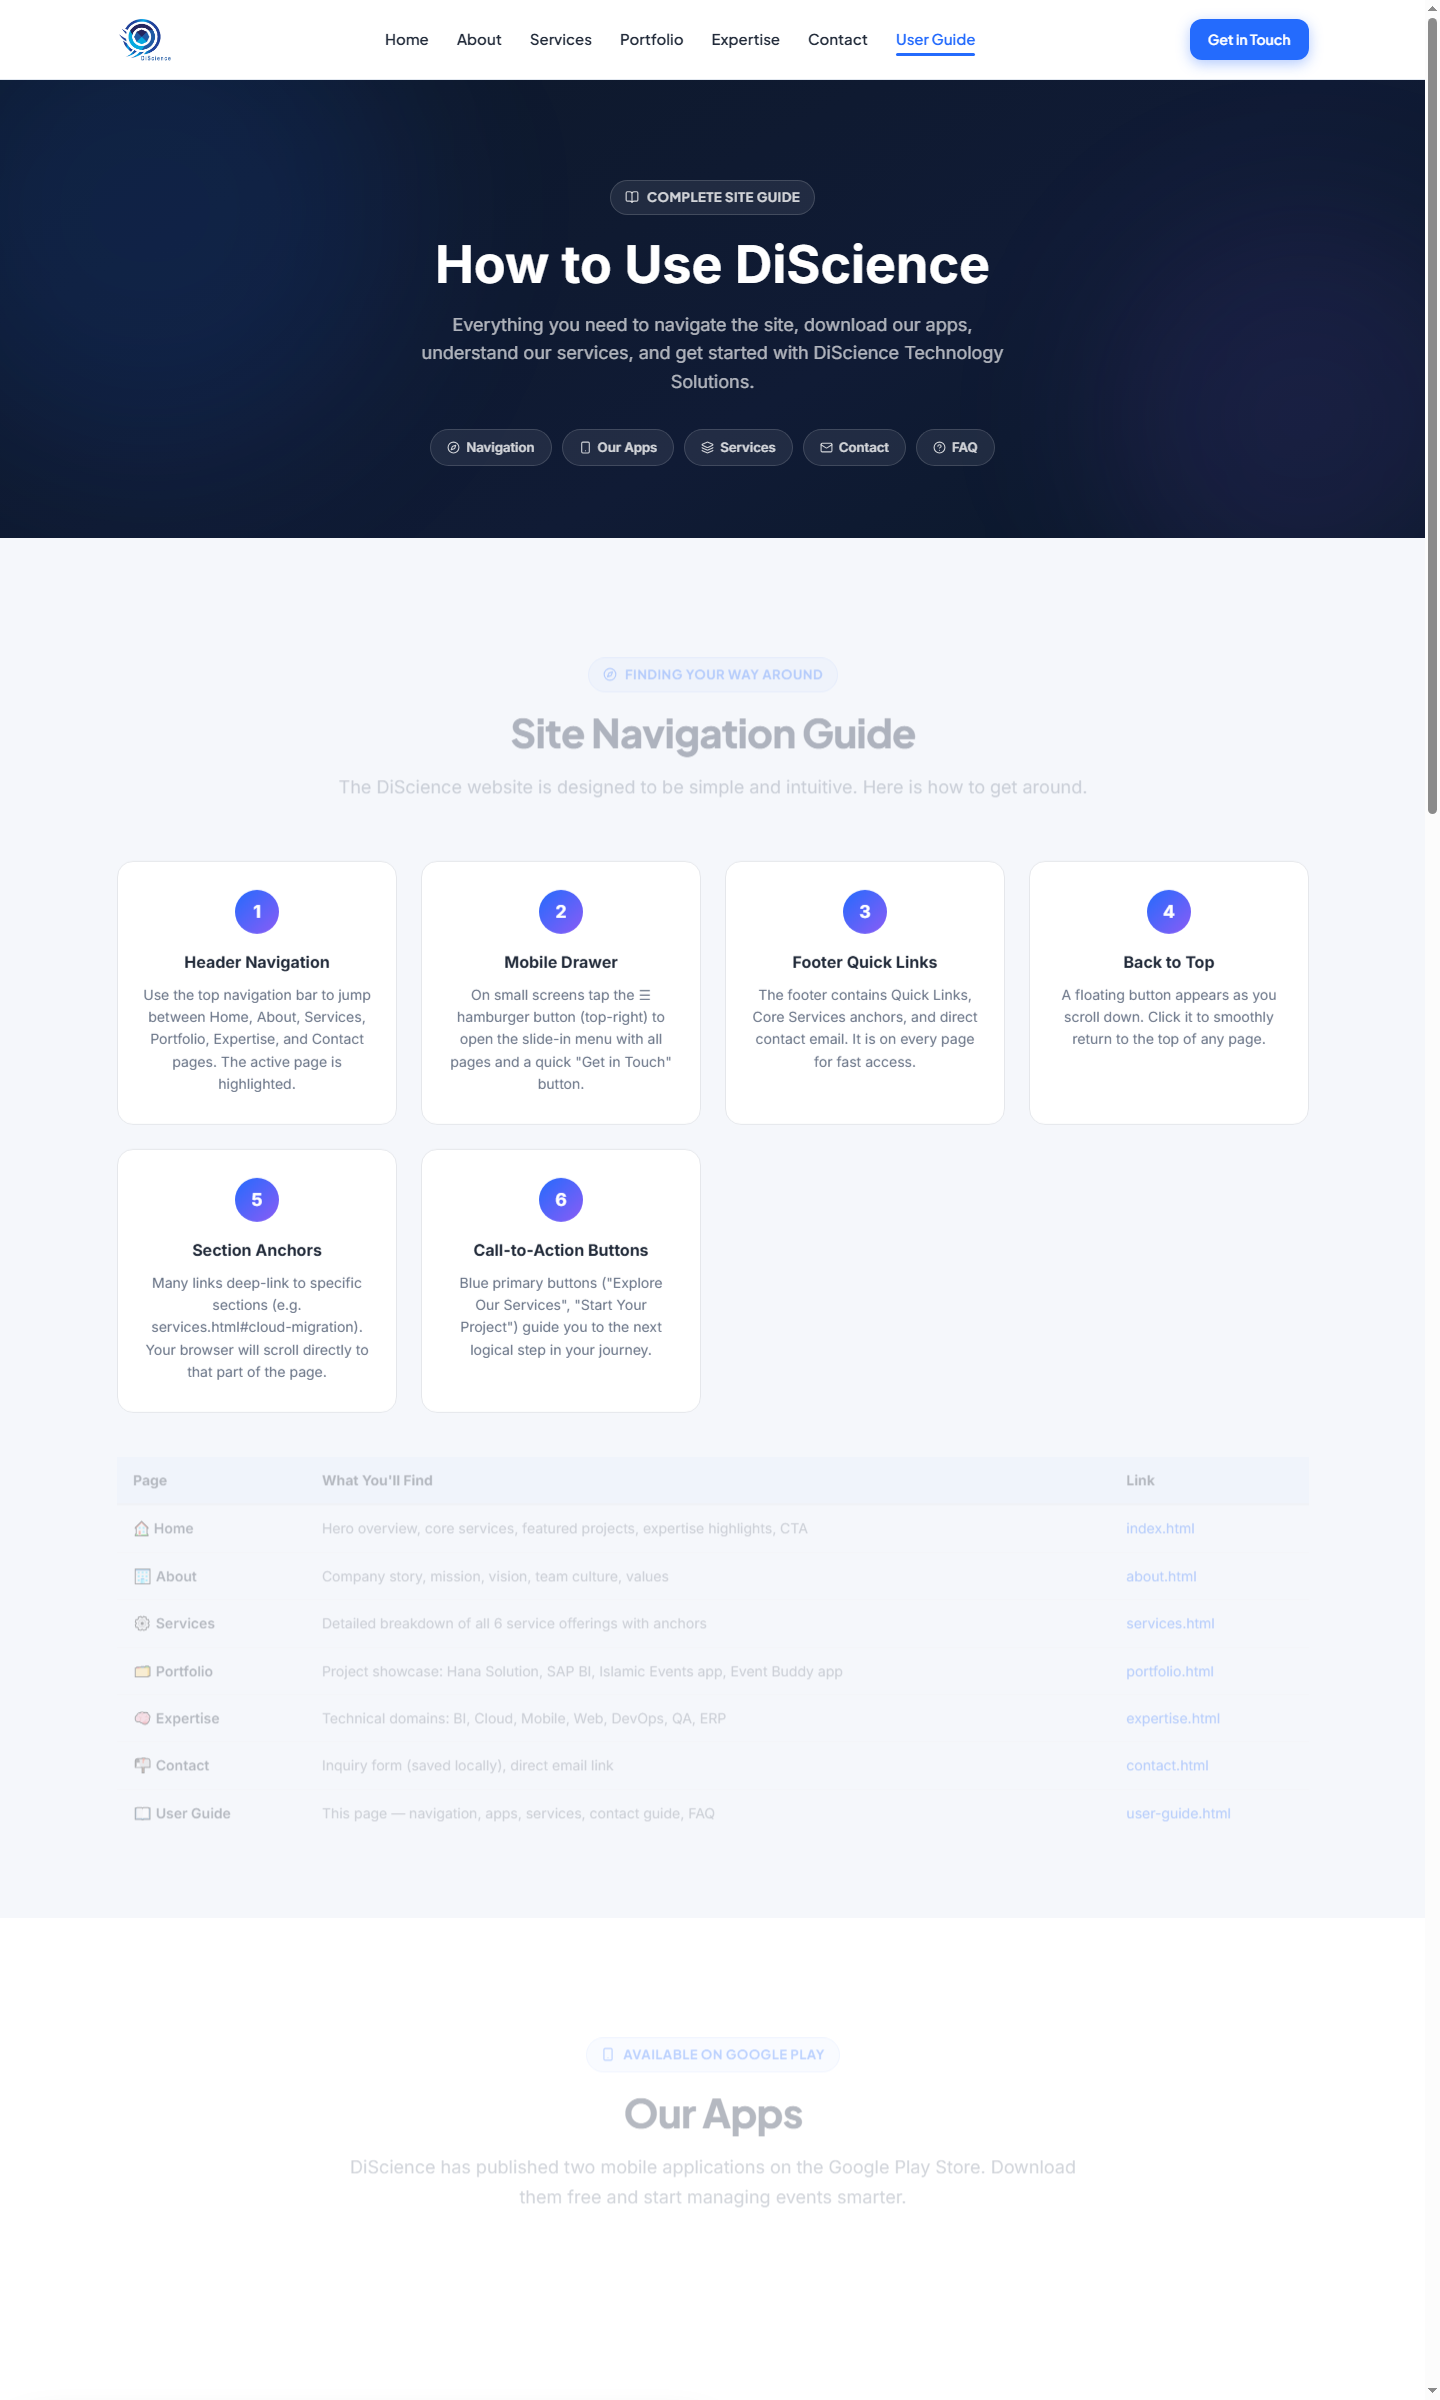 DiScience
Home About Services Portfolio Expertise Contact User Guide
Get in Touch
COMPLETE SITE GUIDE
How to Use DiScience
Everything you need to navigate the site, download our apps,
understand our services, and get started with DiScience Technology
Solutions.
Navigation Our Apps Services Contact FAQ
FINDING YOUR WAY AROUND
Site Navigation Guide
The DiScience website is designed to be simple and intuitive. Here is how to get around.
1
Header Navigation
Use the top navigation bar to jump
between Home, About, Services,
Portfolio, Expertise, and Contact
pages. The active page is
highlighted.
2
Mobile Drawer
On small screens tap the ☰
hamburger button (top-right) to
open the slide-in menu with all
pages and a quick "Get in Touch"
button.
3
Footer Quick Links
The footer contains Quick Links,
Core Services anchors, and direct
contact email. It is on every page
for fast access.
4
Back to Top
A floating button appears as you
scroll down. Click it to smoothly
return to the top of any page.
5
Section Anchors
Many links deep-link to specific
sections (e.g.
services.html#cloud-migration).
Your browser will scroll directly to
that part of the page.
6
Call-to-Action Buttons
Blue primary buttons ("Explore
Our Services", "Start Your
Project") guide you to the next
logical step in your journey.
Page What You'll Find Link
Home Hero overview, core services, featured projects, expertise highlights, CTA index.html
About Company story, mission, vision, team culture, values about.html
Services Detailed breakdown of all 6 service offerings with anchors services.html
Portfolio Project showcase: Hana Solution, SAP BI, Islamic Events app, Event Buddy app portfolio.html
Expertise Technical domains: BI, Cloud, Mobile, Web, DevOps, QA, ERP expertise.html
Contact Inquiry form (saved locally), direct email link contact.html
User Guide This page — navigation, apps, services, contact guide, FAQ user-guide.html
AVAILABLE ON GOOGLE PLAY
Our Apps
DiScience has published two mobile applications on the Google Play Store. Download
them free and start managing events smarter.